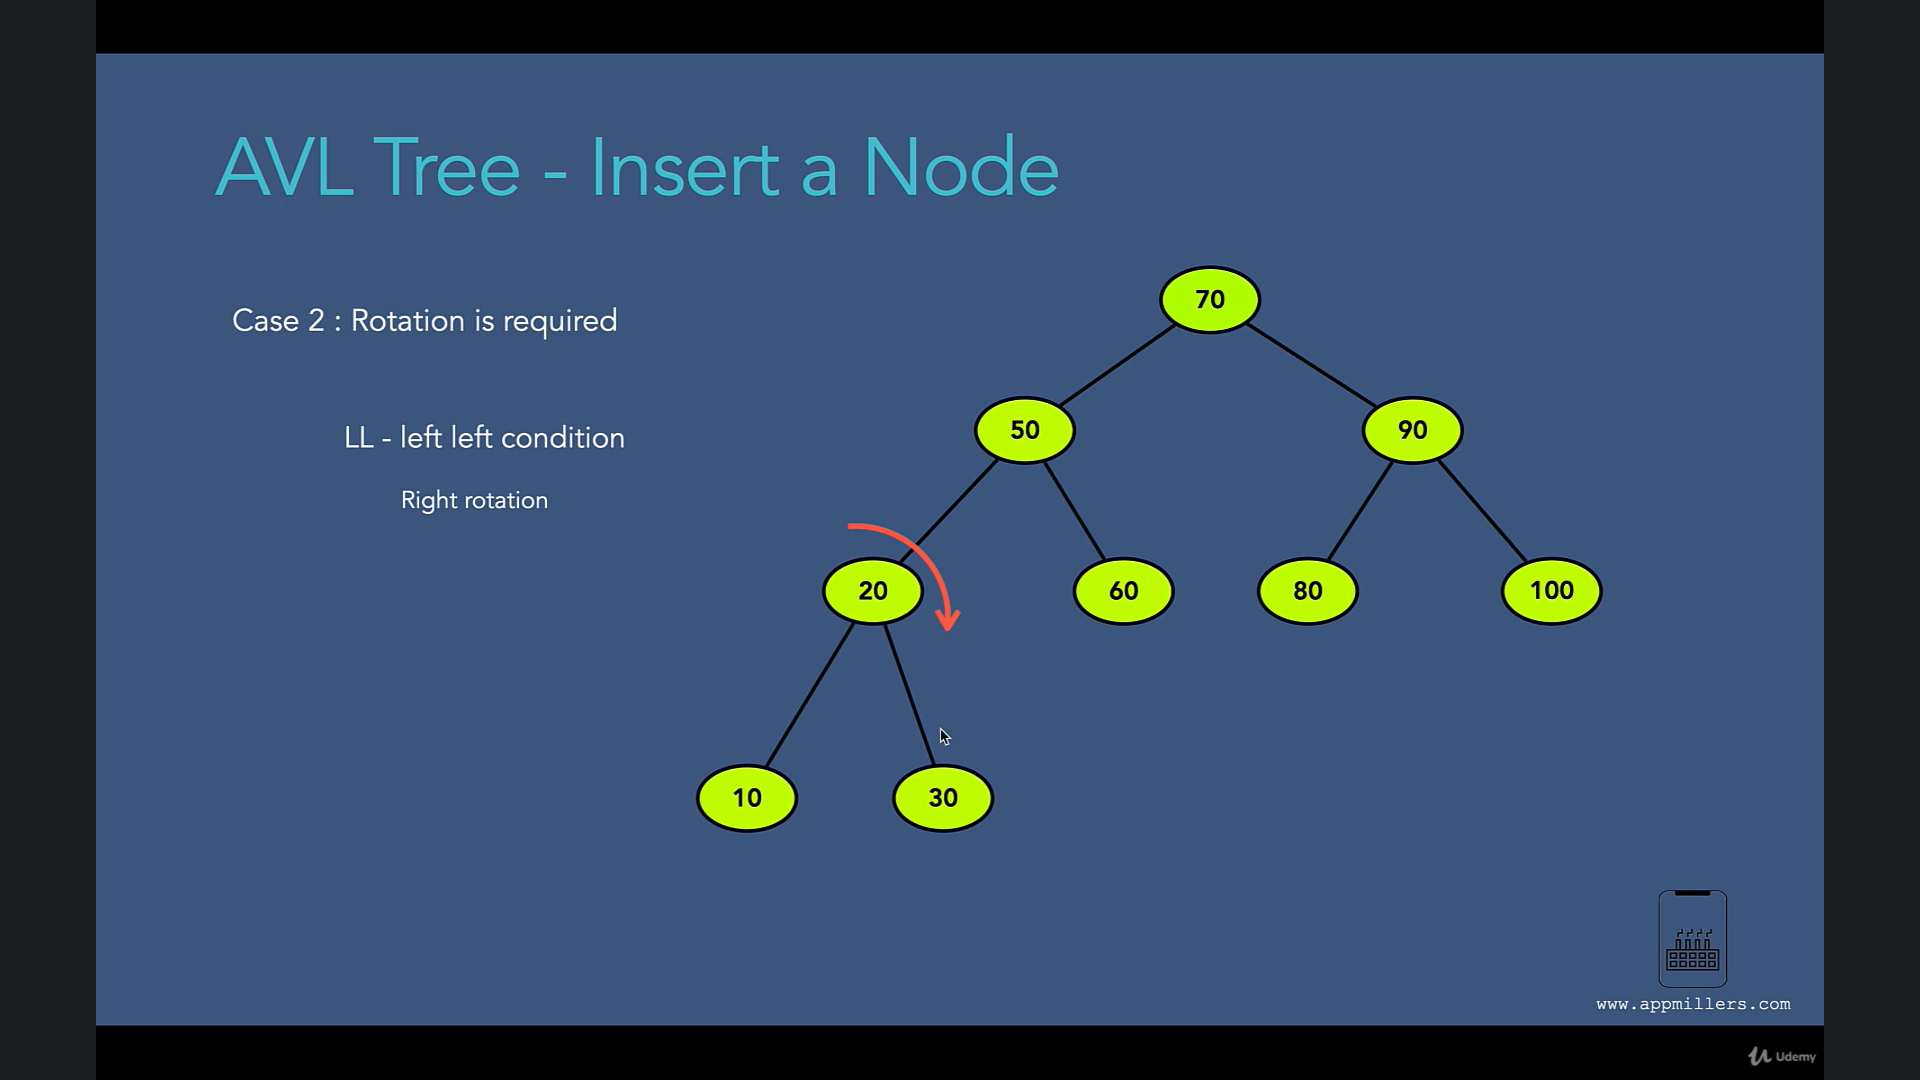 AVL Tree - Insert a Node
Case 2 : Rotation is required
LL - left left condition
Right rotation
70
50
90
20
60
80
100
10
30
www.appmillers.com
Udemy